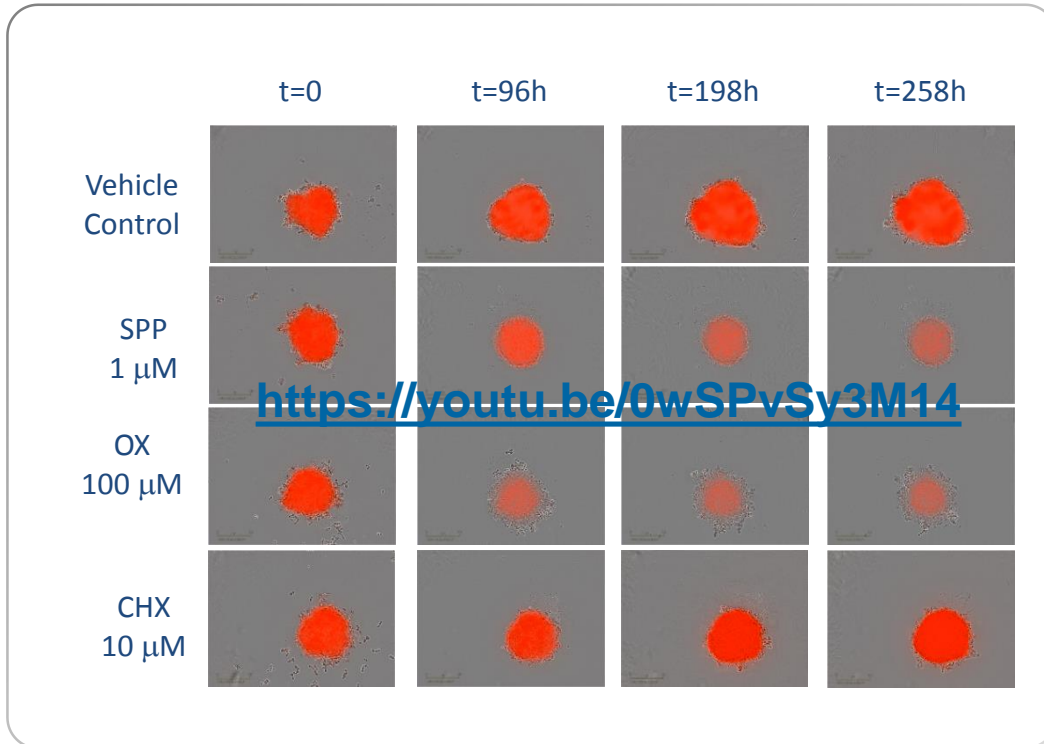 t=0 t=96h t=198h t=258h
Vehicle
Control
SPP
1 μM
https://youtu.be/0wSPvSy3M14
OX
100 μM
CHX
10 μM